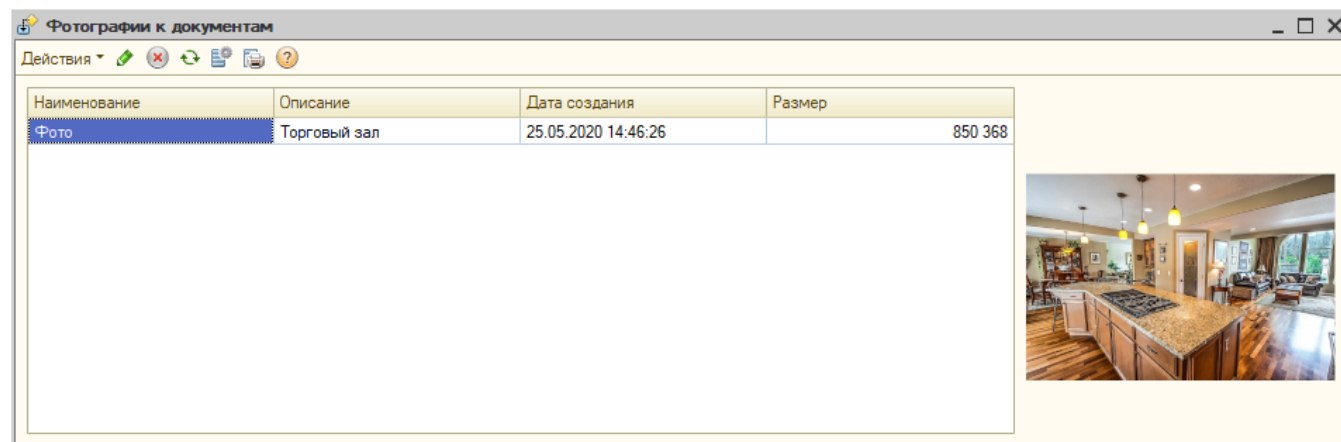 Фотографии к документам
Действия
Наименование Описание Дата создания Размер
Фото Торговый зал 25.05.2020 14:46:26 850 368